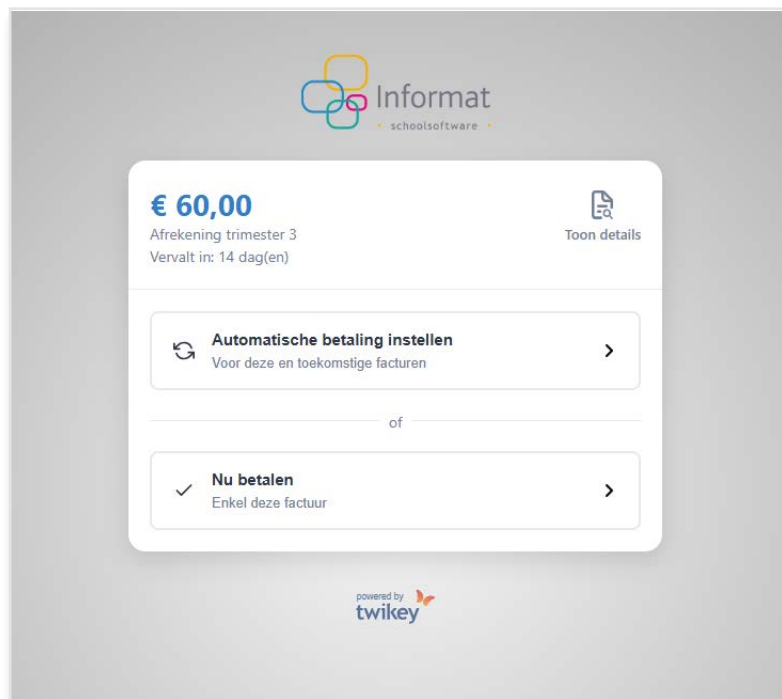 Informat
• schoolsoftware •
€ 60,00
Afrekening trimester 3
Vervalt in: 14 dag(en)
Toon details
Automatische betaling instellen
Voor deze en toekomstige facturen
of
Nu betalen
Enkel deze factuur
powered by
twikey